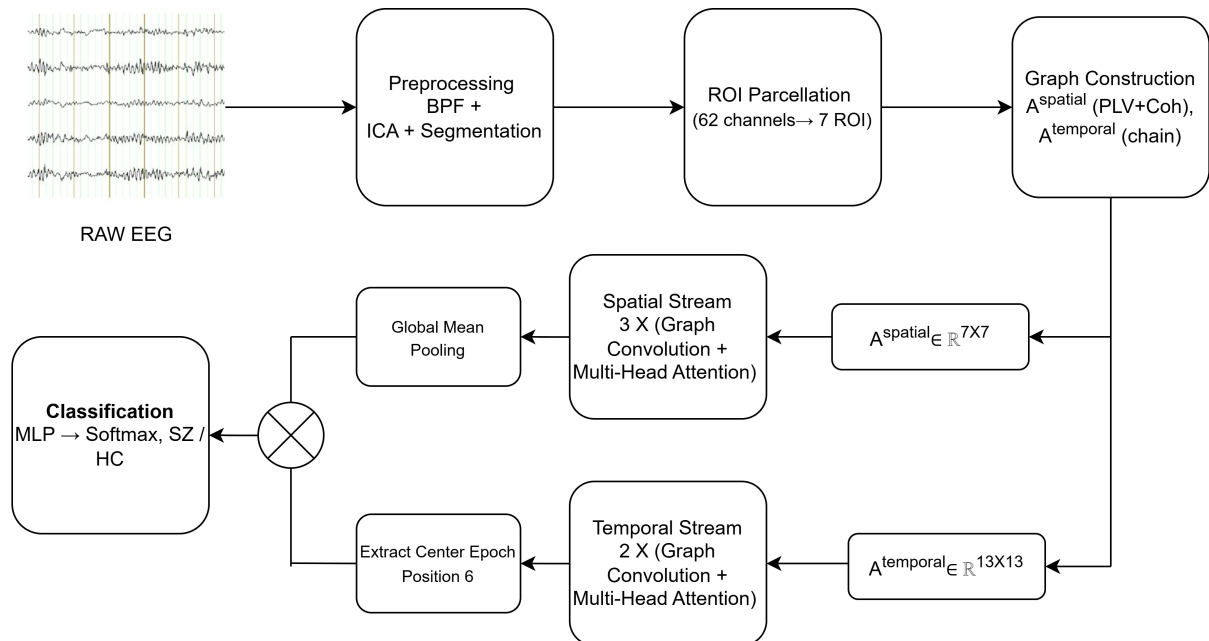 RAW EEG
Preprocessing
BPF +
ICA + Segmentation
ROI Parcellation
(62 channels→ 7 ROI)
Graph Construction
A^spatial (PLV+Coh),
A^temporal (chain)
A^spatial ∈ ℝ^7X7
Spatial Stream
3 X (Graph
Convolution +
Multi-Head Attention)
Global Mean
Pooling
Classification
MLP → Softmax, SZ /
HC
A^temporal ∈ ℝ^13X13
Temporal Stream
2 X (Graph
Convolution +
Multi-Head Attention)
Extract Center Epoch
Position 6